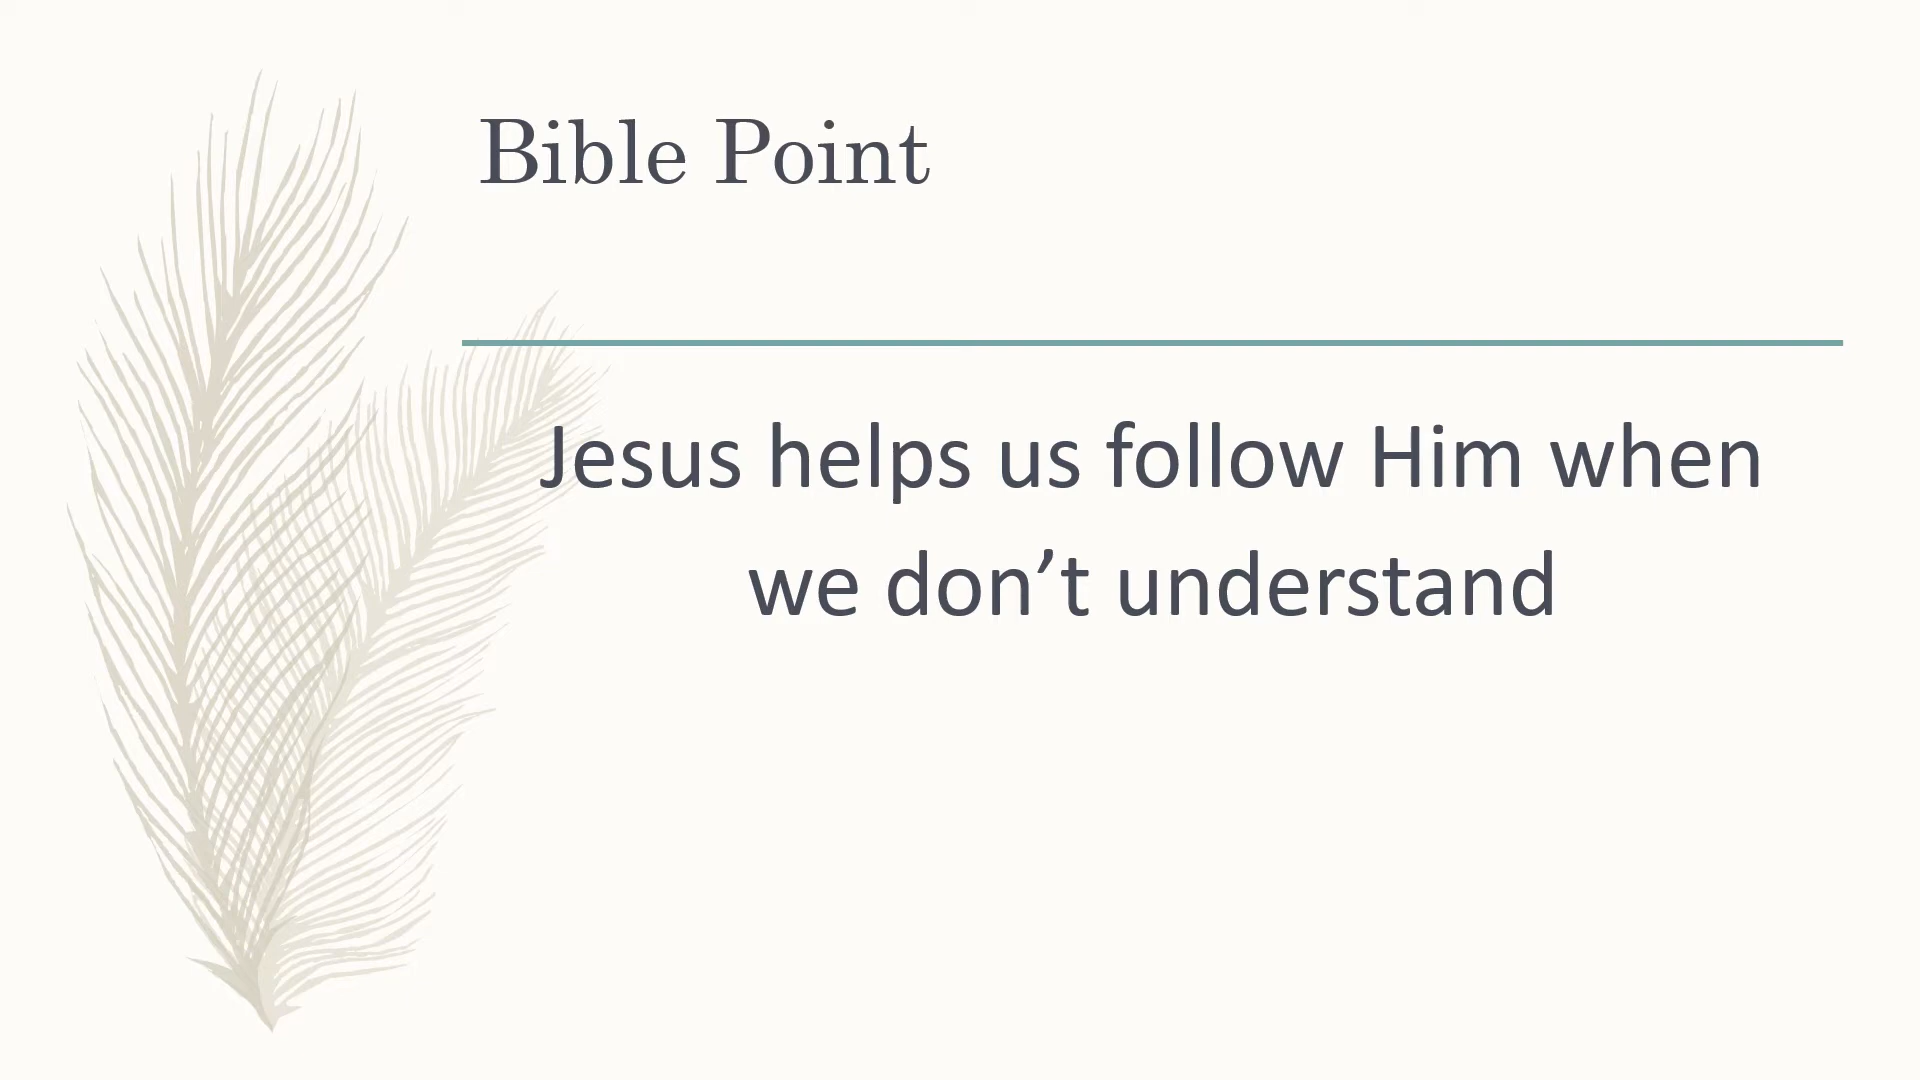 Bible Point
Jesus helps us follow Him when
we don’t understand